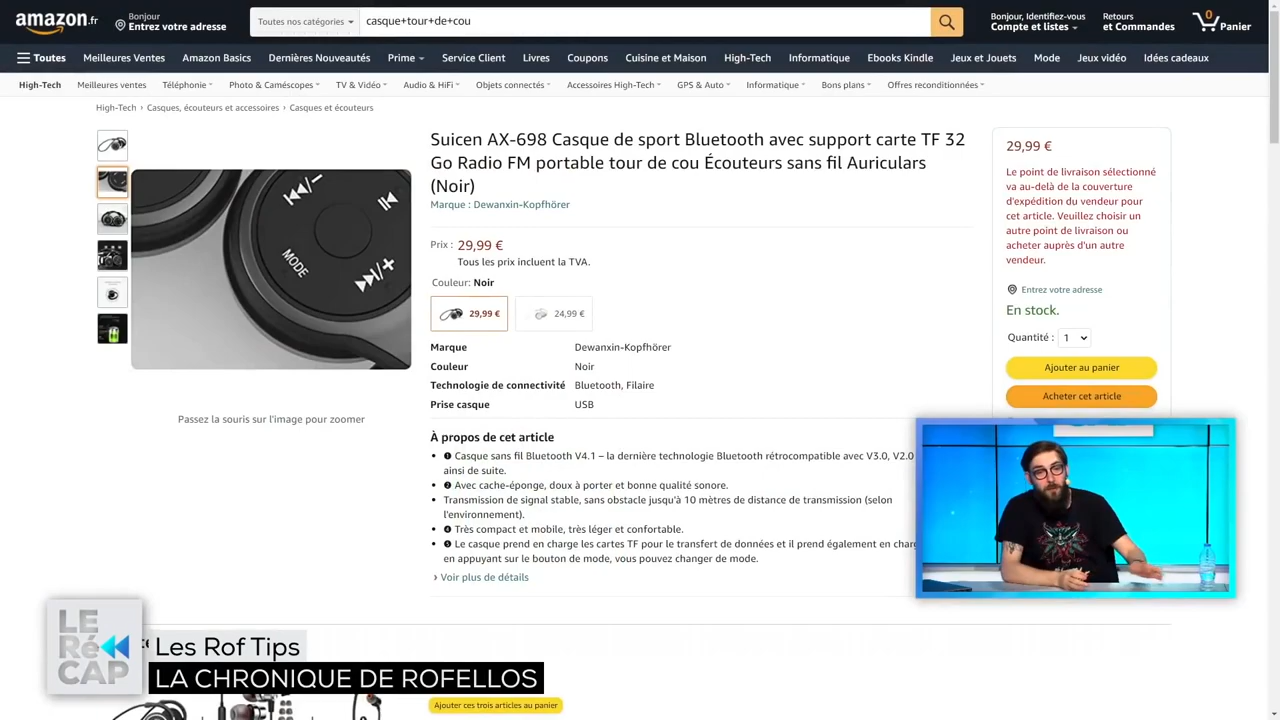 amazon.fr
Bonjour
Entrez votre adresse
Toutes nos catégories
casque+tour+de+cou
Bonjour, Identifiez-vous
Compte et listes
Retours
et Commandes
0
Panier
Toutes
Meilleures Ventes
Amazon Basics
Dernières Nouveautés
Prime
Service Client
Livres
Coupons
Cuisine et Maison
High-Tech
Informatique
Ebooks Kindle
Jeux et Jouets
Mode
Jeux vidéo
Idées cadeaux
High-Tech
Meilleures ventes
Téléphonie
Photo & Caméscopes
TV & Vidéo
Audio & HiFi
Objets connectés
Accessoires High-Tech
GPS & Auto
Informatique
Bons plans
Offres reconditionnées
High-Tech › Casques, écouteurs et accessoires › Casques et écouteurs
MODE
Passez la souris sur l'image pour zoomer
Suicen AX-698 Casque de sport Bluetooth avec support carte TF 32
Go Radio FM portable tour de cou Écouteurs sans fil Auriculars
(Noir)
Marque : Dewanxin-Kopfhörer
Prix : 29,99 €
Tous les prix incluent la TVA.
Couleur: Noir
29,99 €
24,99 €
Marque Dewanxin-Kopfhörer
Couleur Noir
Technologie de connectivité Bluetooth, Filaire
Prise casque USB
À propos de cet article
❶ Casque sans fil Bluetooth V4.1 – la dernière technologie Bluetooth rétrocompatible avec V3.0, V2.0
ainsi de suite.
❷ Avec cache-éponge, doux à porter et bonne qualité sonore.
Transmission de signal stable, sans obstacle jusqu'à 10 mètres de distance de transmission (selon
l'environnement).
❹ Très compact et mobile, très léger et confortable.
❺ Le casque prend en charge les cartes TF pour le transfert de données et il prend également en charg
en appuyant sur le bouton de mode, vous pouvez changer de mode.
› Voir plus de détails
29,99 €
Le point de livraison sélectionné
va au-delà de la couverture
d'expédition du vendeur pour
cet article. Veuillez choisir un
autre point de livraison ou
acheter auprès d'un autre
vendeur.
Entrez votre adresse
En stock.
Quantité : 1
Ajouter au panier
Acheter cet article
LE
RéCAP
Les Rof Tips
LA CHRONIQUE DE ROFELLOS
Ajouter ces trois articles au panier